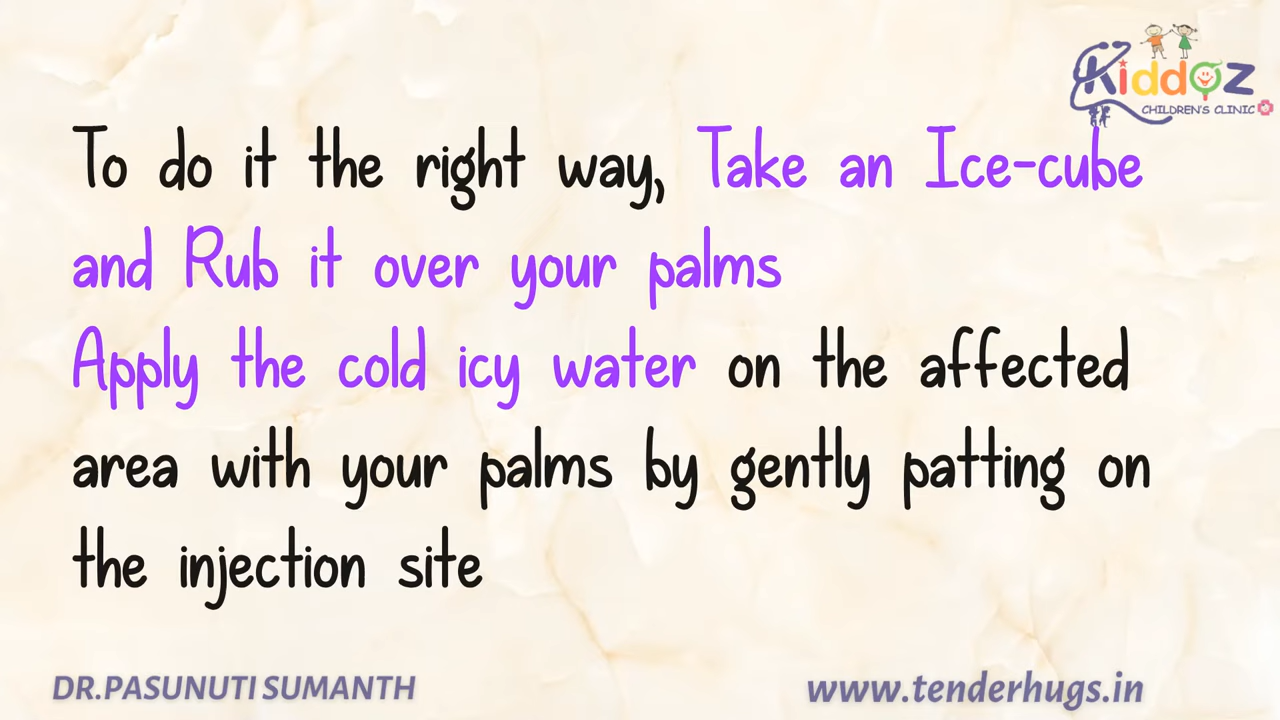 Kiddoz
CHILDREN'S CLINIC
To do it the right way, Take an Ice-cube
and Rub it over your palms
Apply the cold icy water on the affected
area with your palms by gently patting on
the injection site
DR.PASUNUTI SUMANTH
www.tenderhugs.in